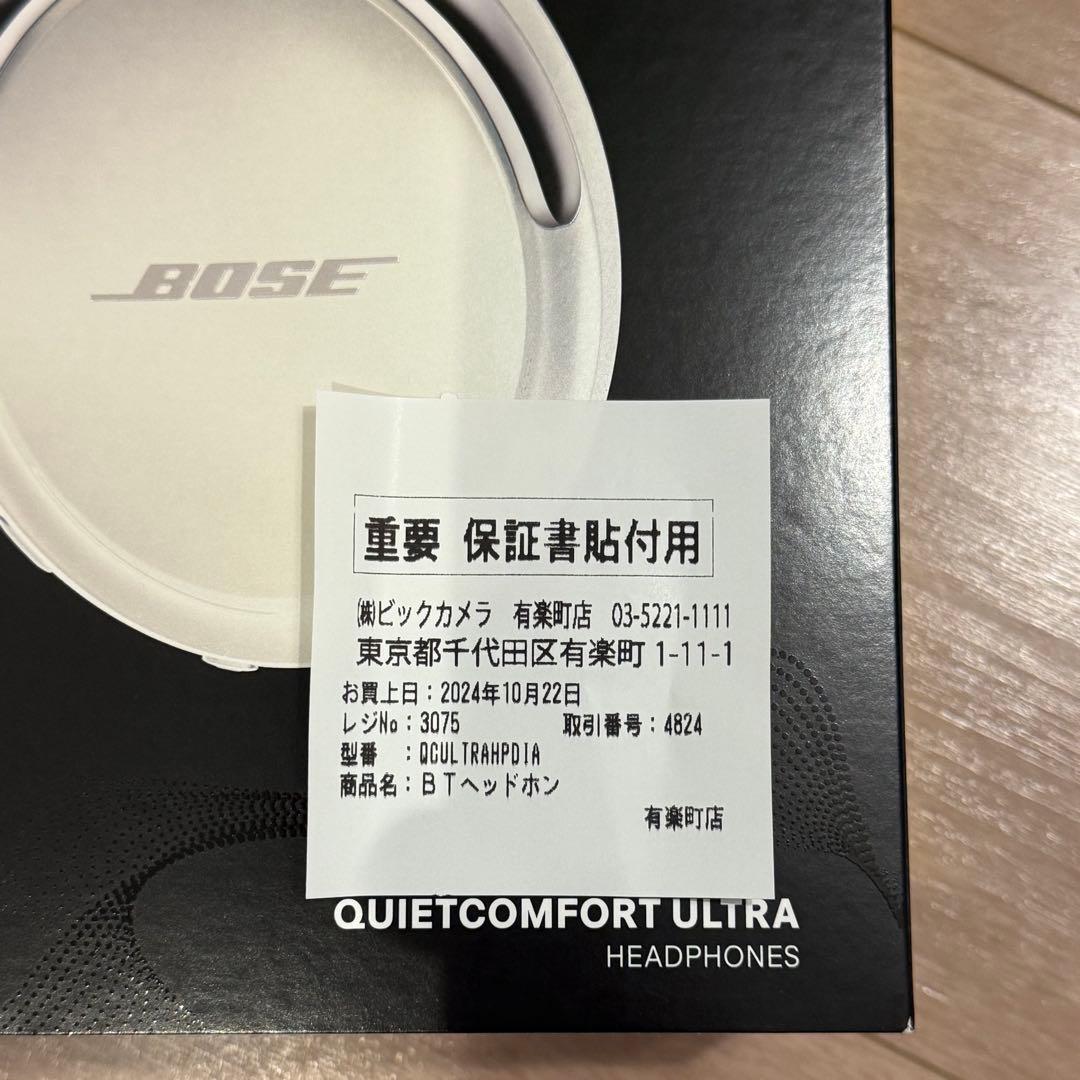 BOSE
重要 保証書貼付用
㈱ビックカメラ 有楽町店 03-5221-1111
東京都千代田区有楽町 1-11-1
お買上日：2024年10月22日
レジNo：3075 取引番号：4824
型番 ：QCULTRAHPDIA
商品名：BTヘッドホン
有楽町店
QUIETCOMFORT ULTRA
HEADPHONES